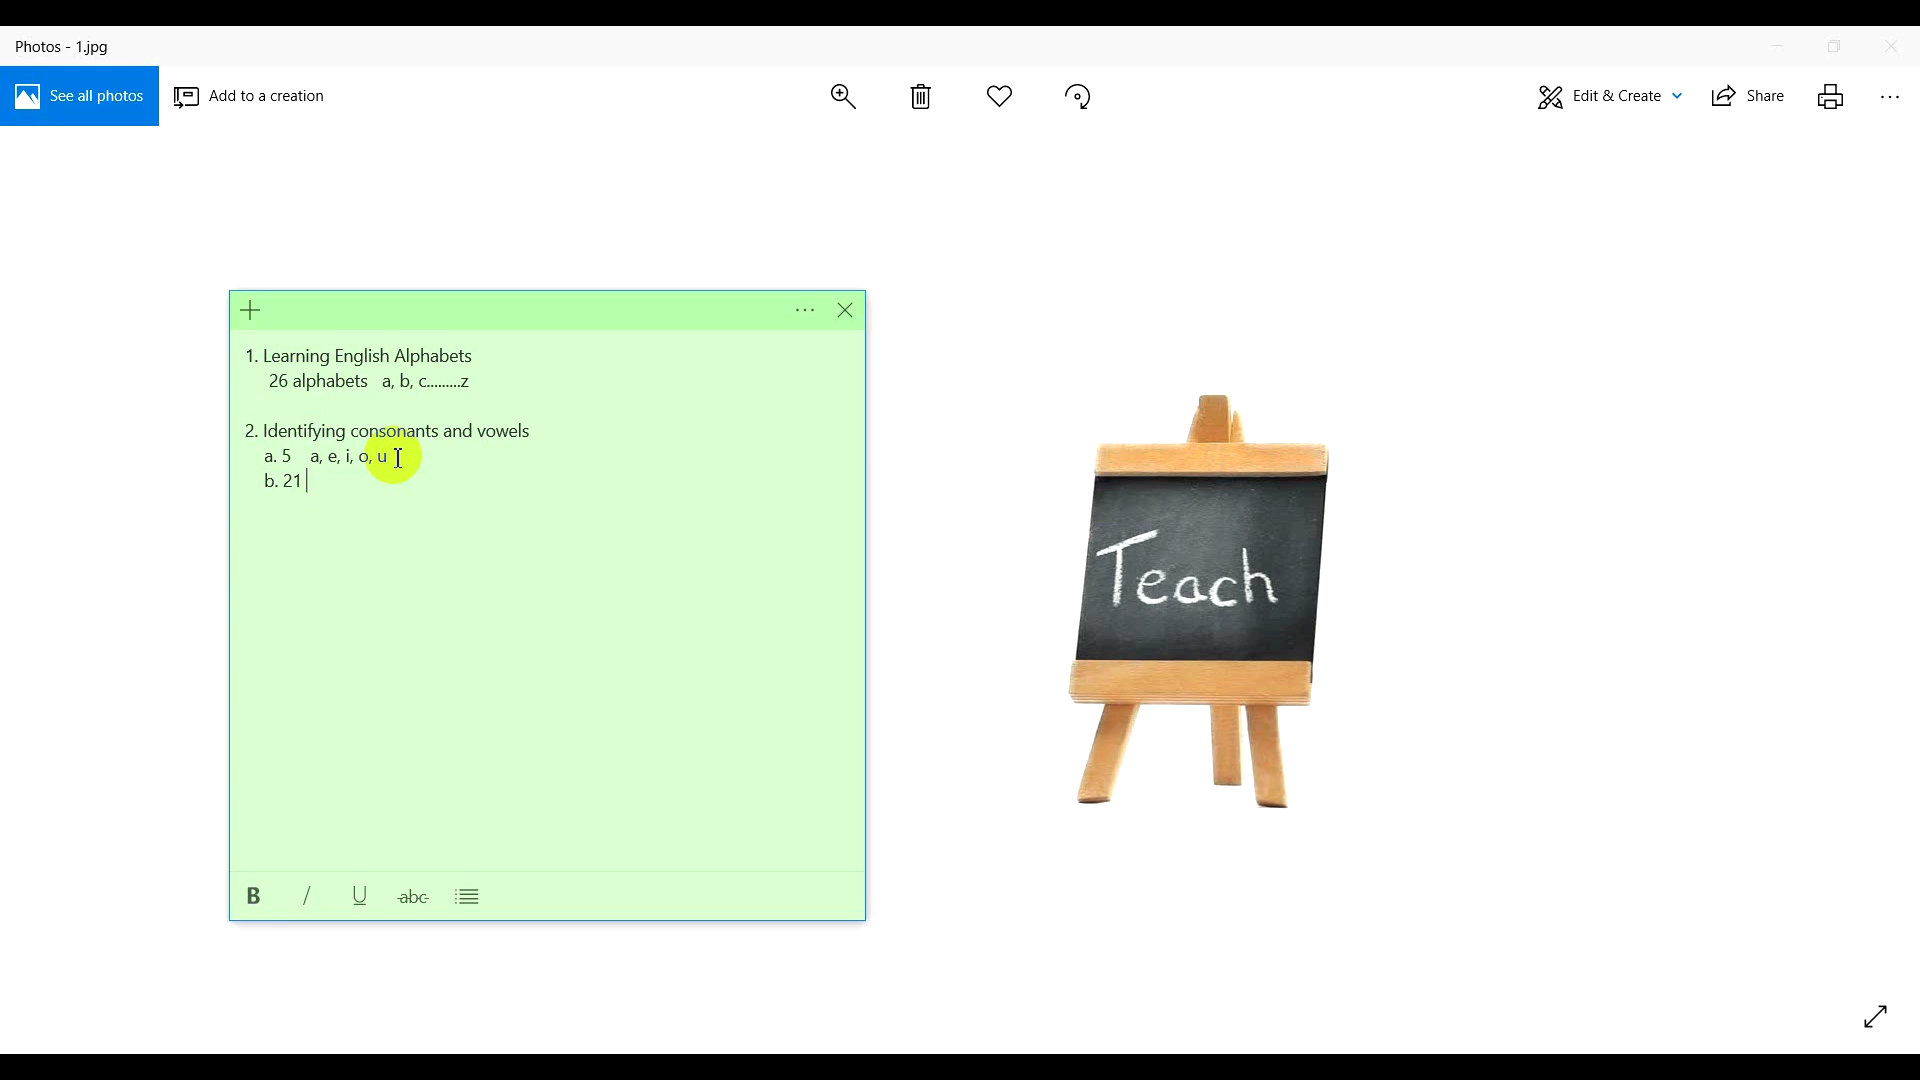 Photos - 1.jpg
See all photos
Add to a creation
Edit & Create
Share
1. Learning English Alphabets
26 alphabets a, b, c.........z
2. Identifying consonants and vowels
a. 5 a, e, i, o, u
b. 21
Teach
B / U abc